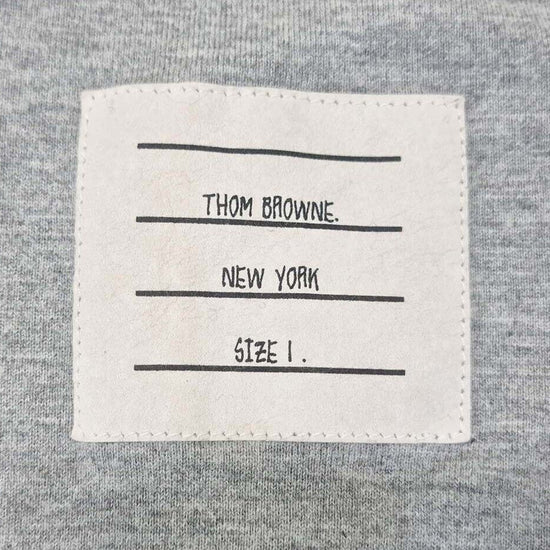 THOM BROWNE.
NEW YORK
SIZE 1.